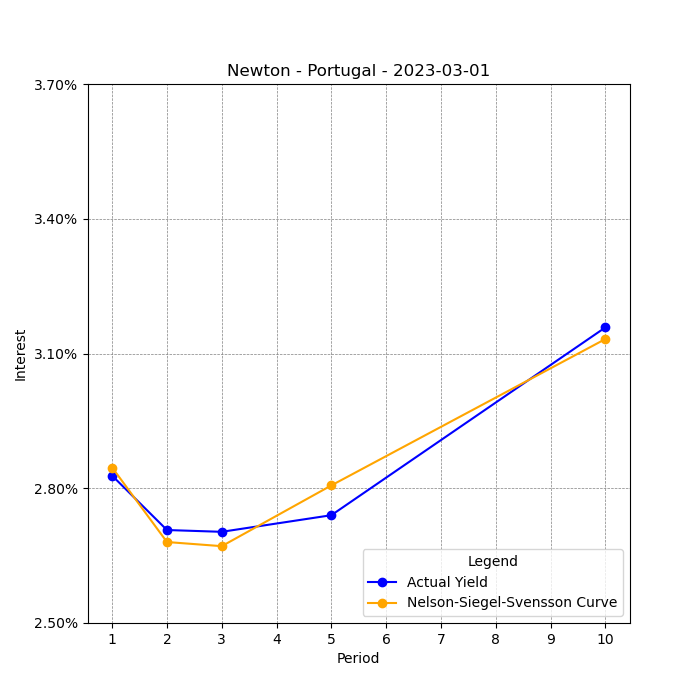 Newton - Portugal - 2023-03-01
3.70%
3.40%
3.10%
2.80%
2.50%
Interest
1 2 3 4 5 6 7 8 9 10
Period
Legend
Actual Yield
Nelson-Siegel-Svensson Curve